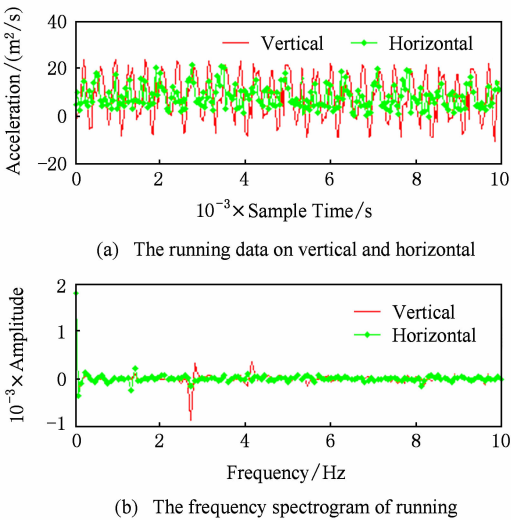 40
Vertical
Horizontal
20
0
−20
Acceleration/(m²/s)
0
2
4
6
8
10
10⁻³×Sample Time/s
(a) The running data on vertical and horizontal
2
Vertical
Horizontal
1
0
−1
10⁻³×Amplitude
0
2
4
6
8
10
Frequency/Hz
(b) The frequency spectrogram of running